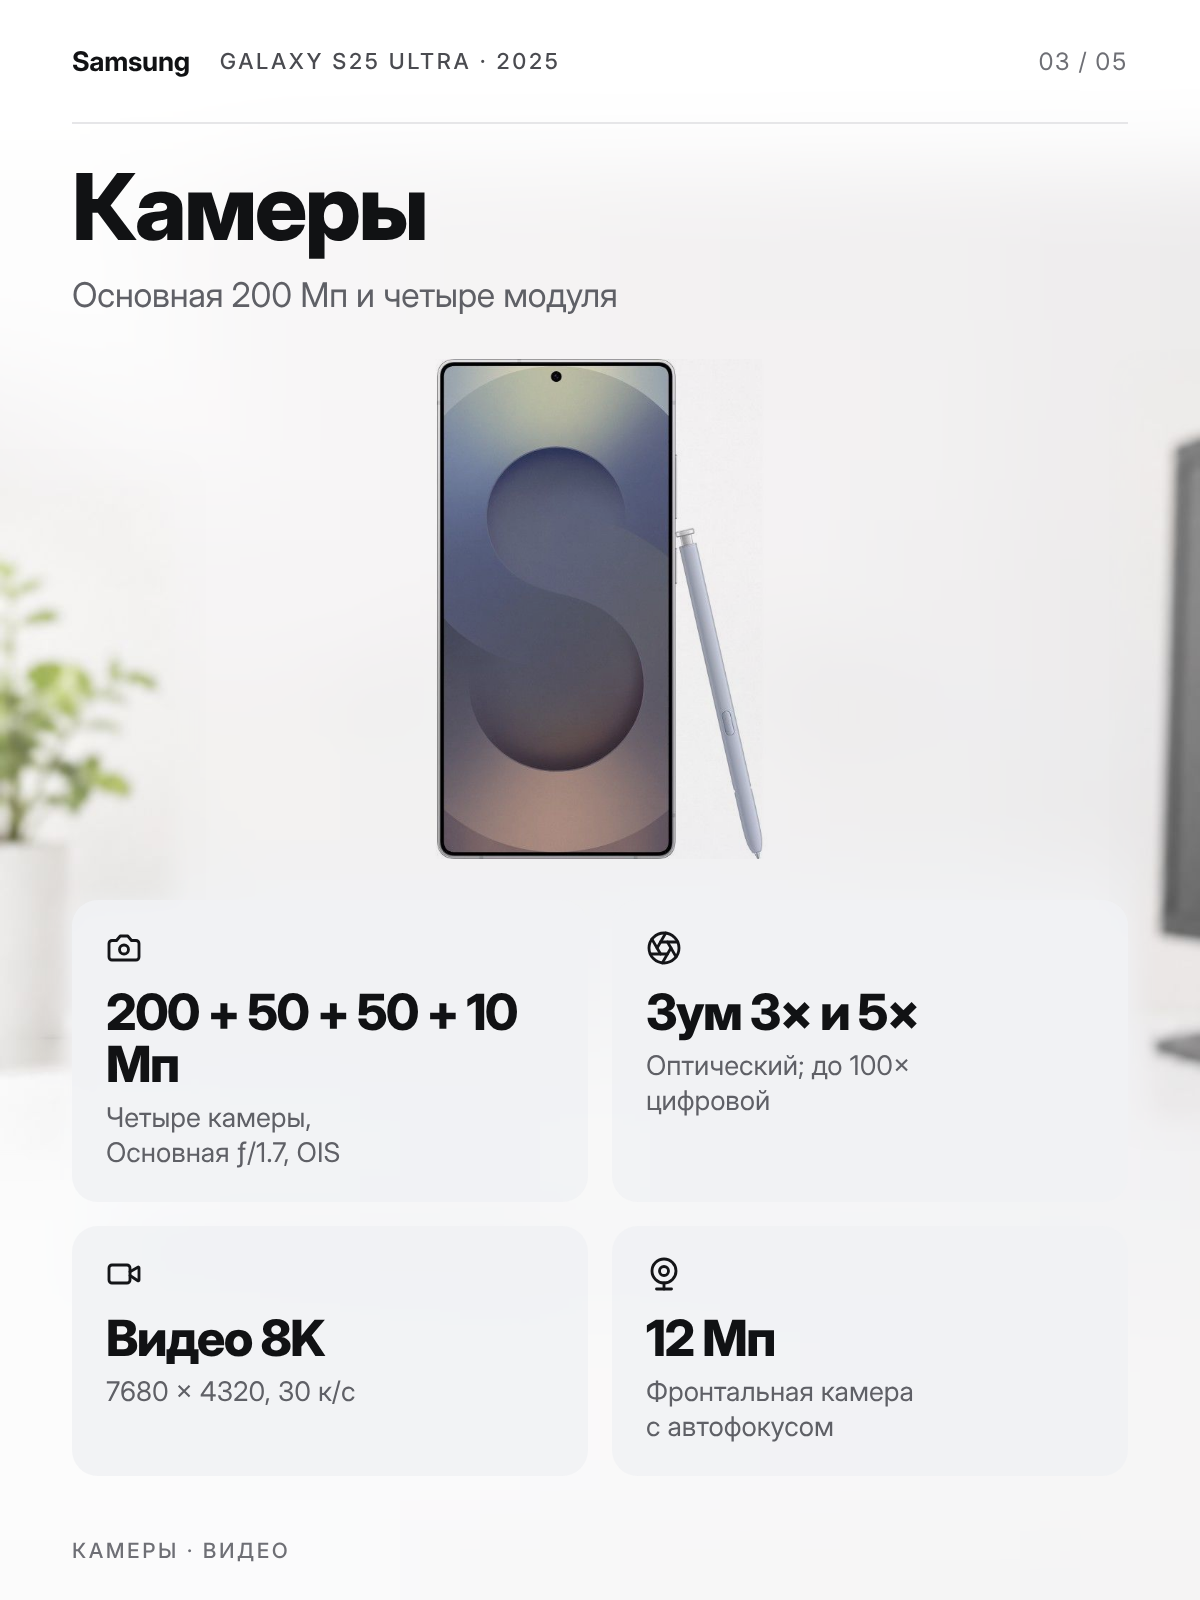 Samsung GALAXY S25 ULTRA · 2025 03 / 05
Камеры
Основная 200 Мп и четыре модуля
200 + 50 + 50 + 10
Мп
Четыре камеры,
Основная ƒ/1.7, OIS
Зум 3× и 5×
Оптический; до 100×
цифровой
Видео 8K
7680 × 4320, 30 к/с
12 Мп
Фронтальная камера
с автофокусом
КАМЕРЫ · ВИДЕО